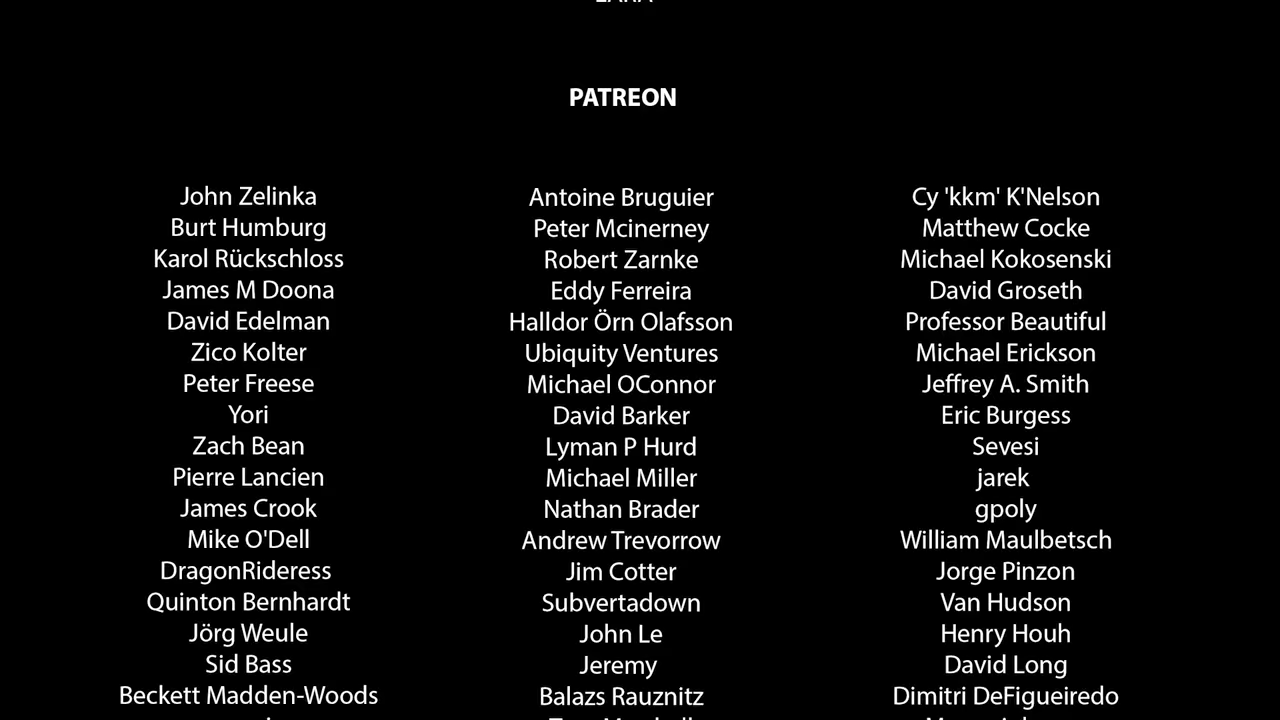 PATREON
John Zelinka
Burt Humburg
Karol Rückschloss
James M Doona
David Edelman
Zico Kolter
Peter Freese
Yori
Zach Bean
Pierre Lancien
James Crook
Mike O'Dell
DragonRideress
Quinton Bernhardt
Jörg Weule
Sid Bass
Beckett Madden-Woods
Antoine Bruguier
Peter Mcinerney
Robert Zarnke
Eddy Ferreira
Halldor Örn Olafsson
Ubiquity Ventures
Michael OConnor
David Barker
Lyman P Hurd
Michael Miller
Nathan Brader
Andrew Trevorrow
Jim Cotter
Subvertadown
John Le
Jeremy
Balazs Rauznitz
Cy 'kkm' K'Nelson
Matthew Cocke
Michael Kokosenski
David Groseth
Professor Beautiful
Michael Erickson
Jeffrey A. Smith
Eric Burgess
Sevesi
jarek
gpoly
William Maulbetsch
Jorge Pinzon
Van Hudson
Henry Houh
David Long
Dimitri DeFigueiredo